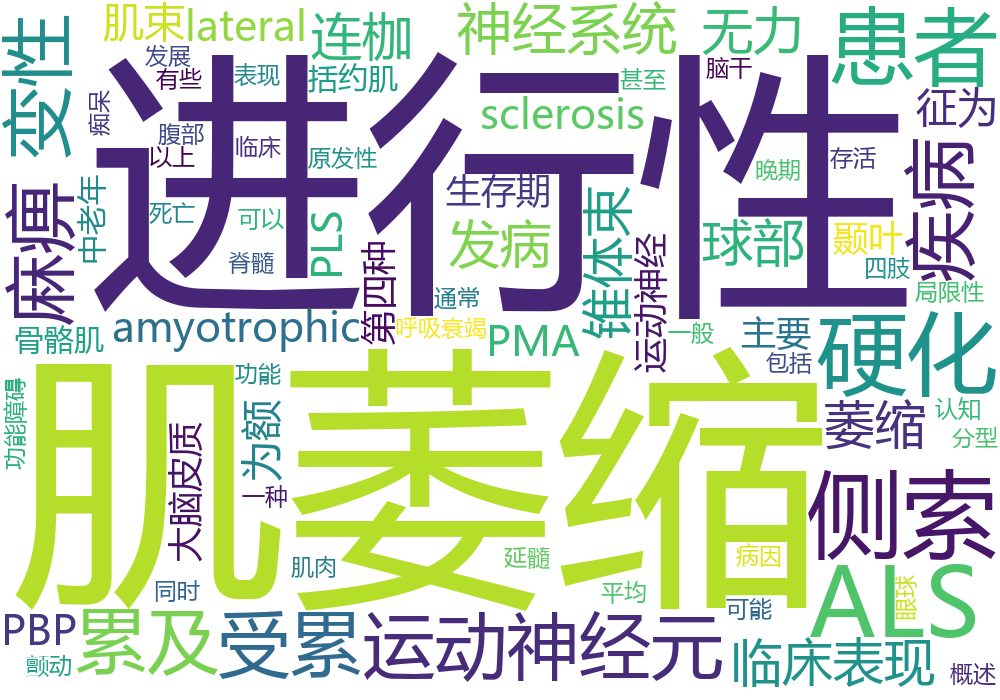 肌束
lateral
连枷
神经系统
无力
患者
变性
发展
有些
表现
括约肌
甚至
脑干
征为
痴呆
腹部
以上
临床
原发性
sclerosis
晚期
存活
进行性
麻痹
中老年
死亡
可以
脊髓
PLS
生存期
发病
锥体束
球部
颞叶
疾病
四肢
局限性
第四种
通常
运动神经
骨骼肌
amyotrophic
呼吸衰竭
PMA
一般
主要
包括
硬化
肌萎缩
功能
功能障碍
为额
大脑皮质
一种
萎缩
认知
分型
侧索
肌肉
延髓
病因
同时
平均
可能
眼球
ALS
PBP
颤动
累及
受累
运动神经元
临床表现
概述